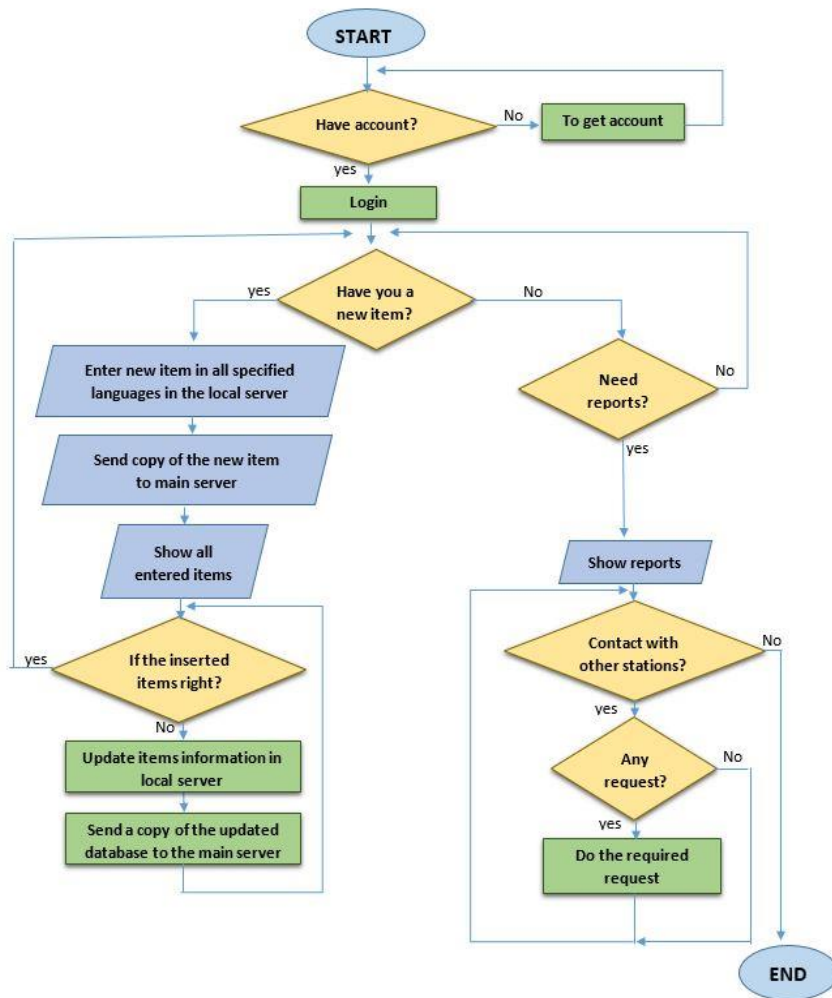 START
Have account?
No
To get account
yes
Login
yes
Have you a
new item?
No
Enter new item in all specified
languages in the local server
Need
reports?
No
yes
Send copy of the new item
to main server
Show all
entered items
Show reports
yes
If the inserted
items right?
No
Contact with
other stations?
No
yes
Update items information in
local server
Any
request?
No
yes
Send a copy of the updated
database to the main server
Do the required
request
END